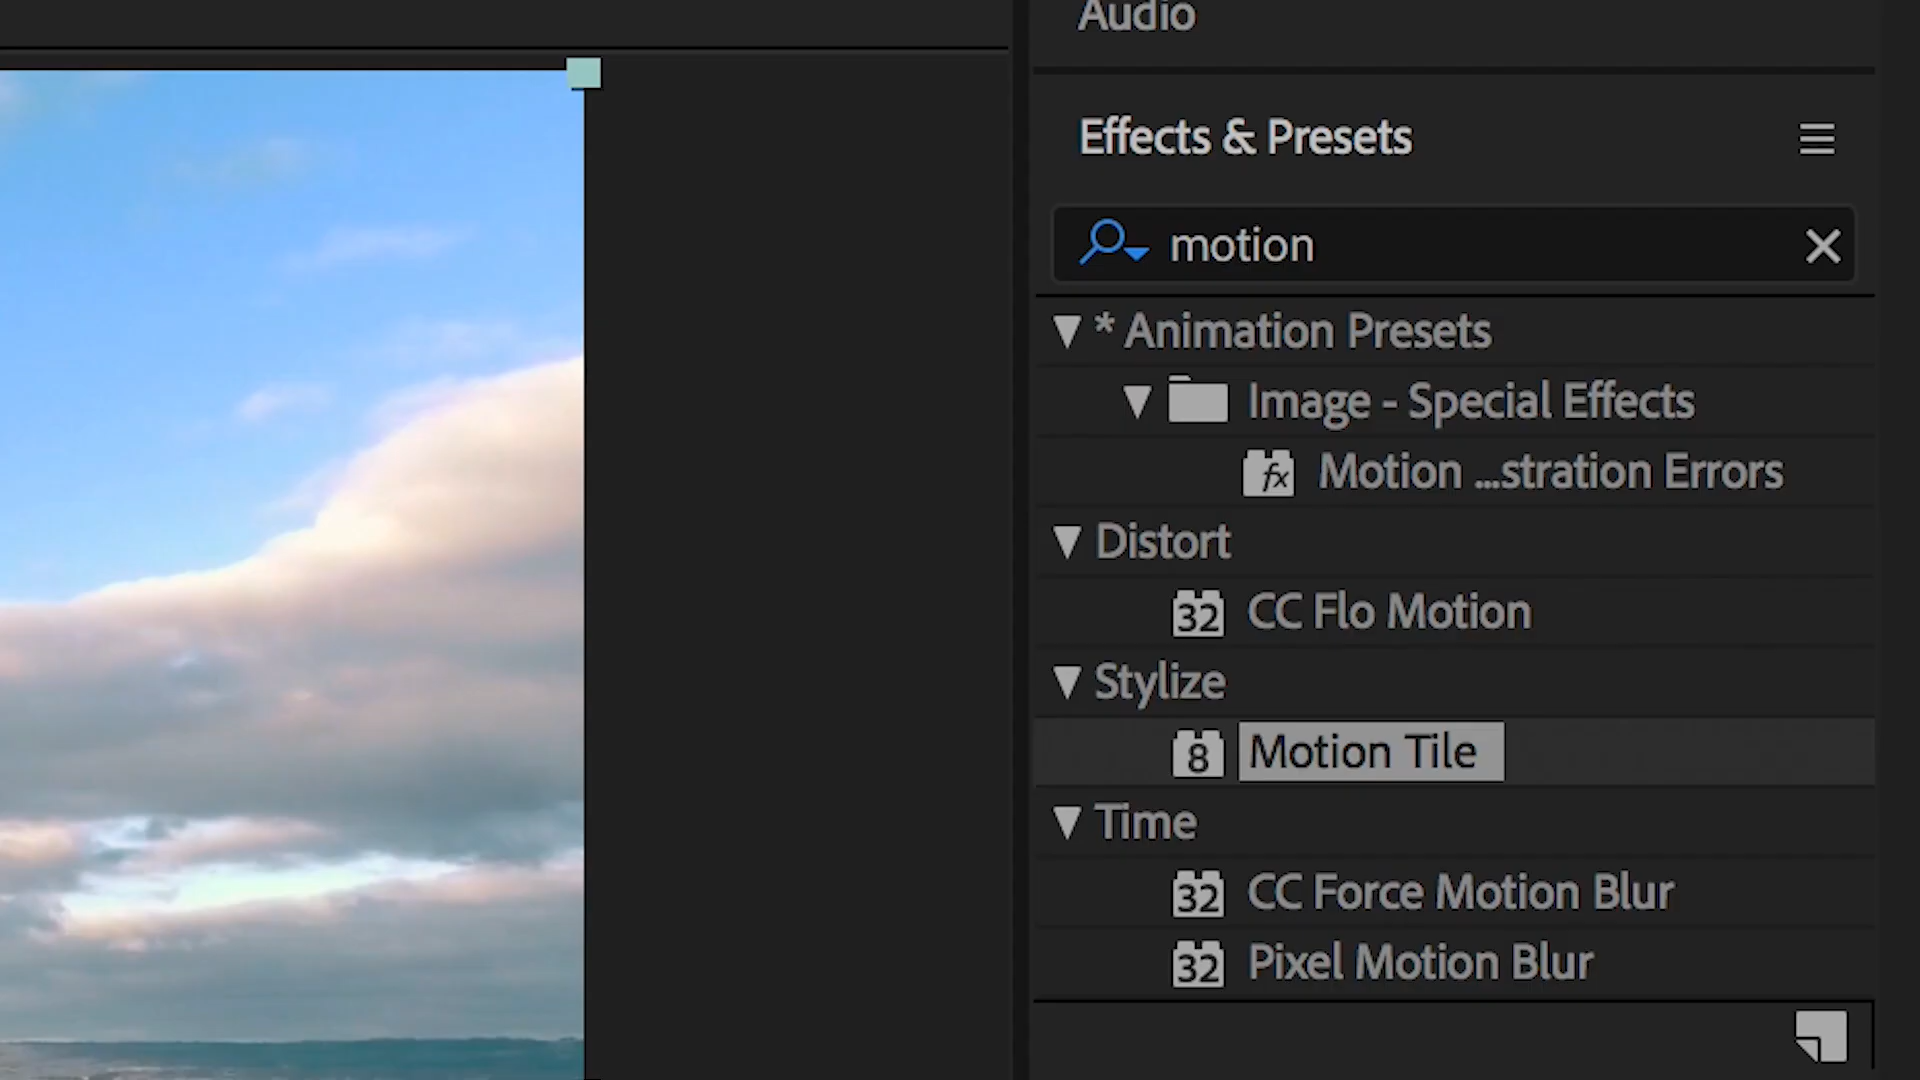 Audio
Effects & Presets
motion
* Animation Presets
Image - Special Effects
fx Motion ...stration Errors
Distort
32 CC Flo Motion
Stylize
8 Motion Tile
Time
32 CC Force Motion Blur
32 Pixel Motion Blur